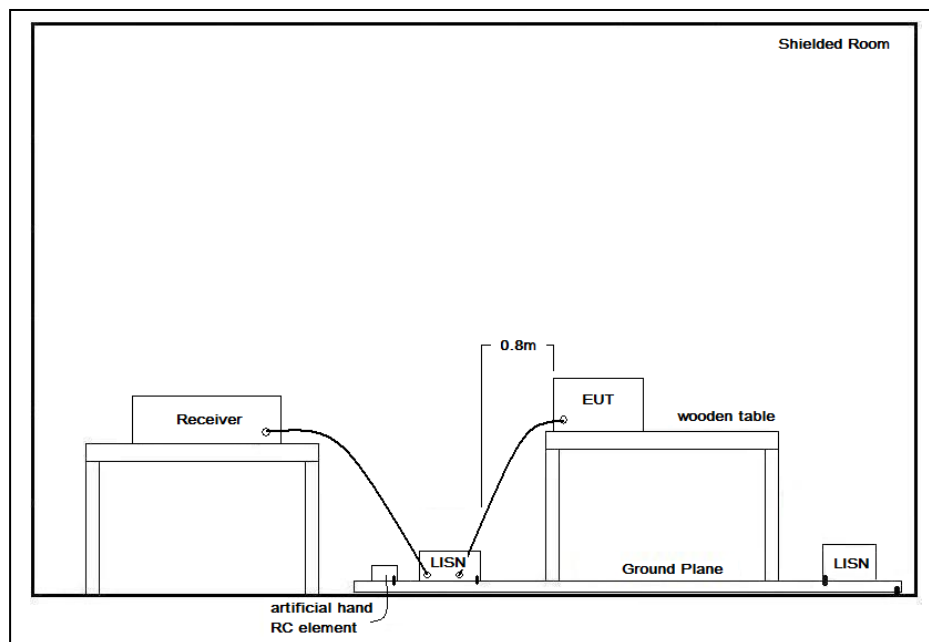 Shielded Room
0.8m
EUT
Receiver
wooden table
LISN
Ground Plane
LISN
artificial hand
RC element